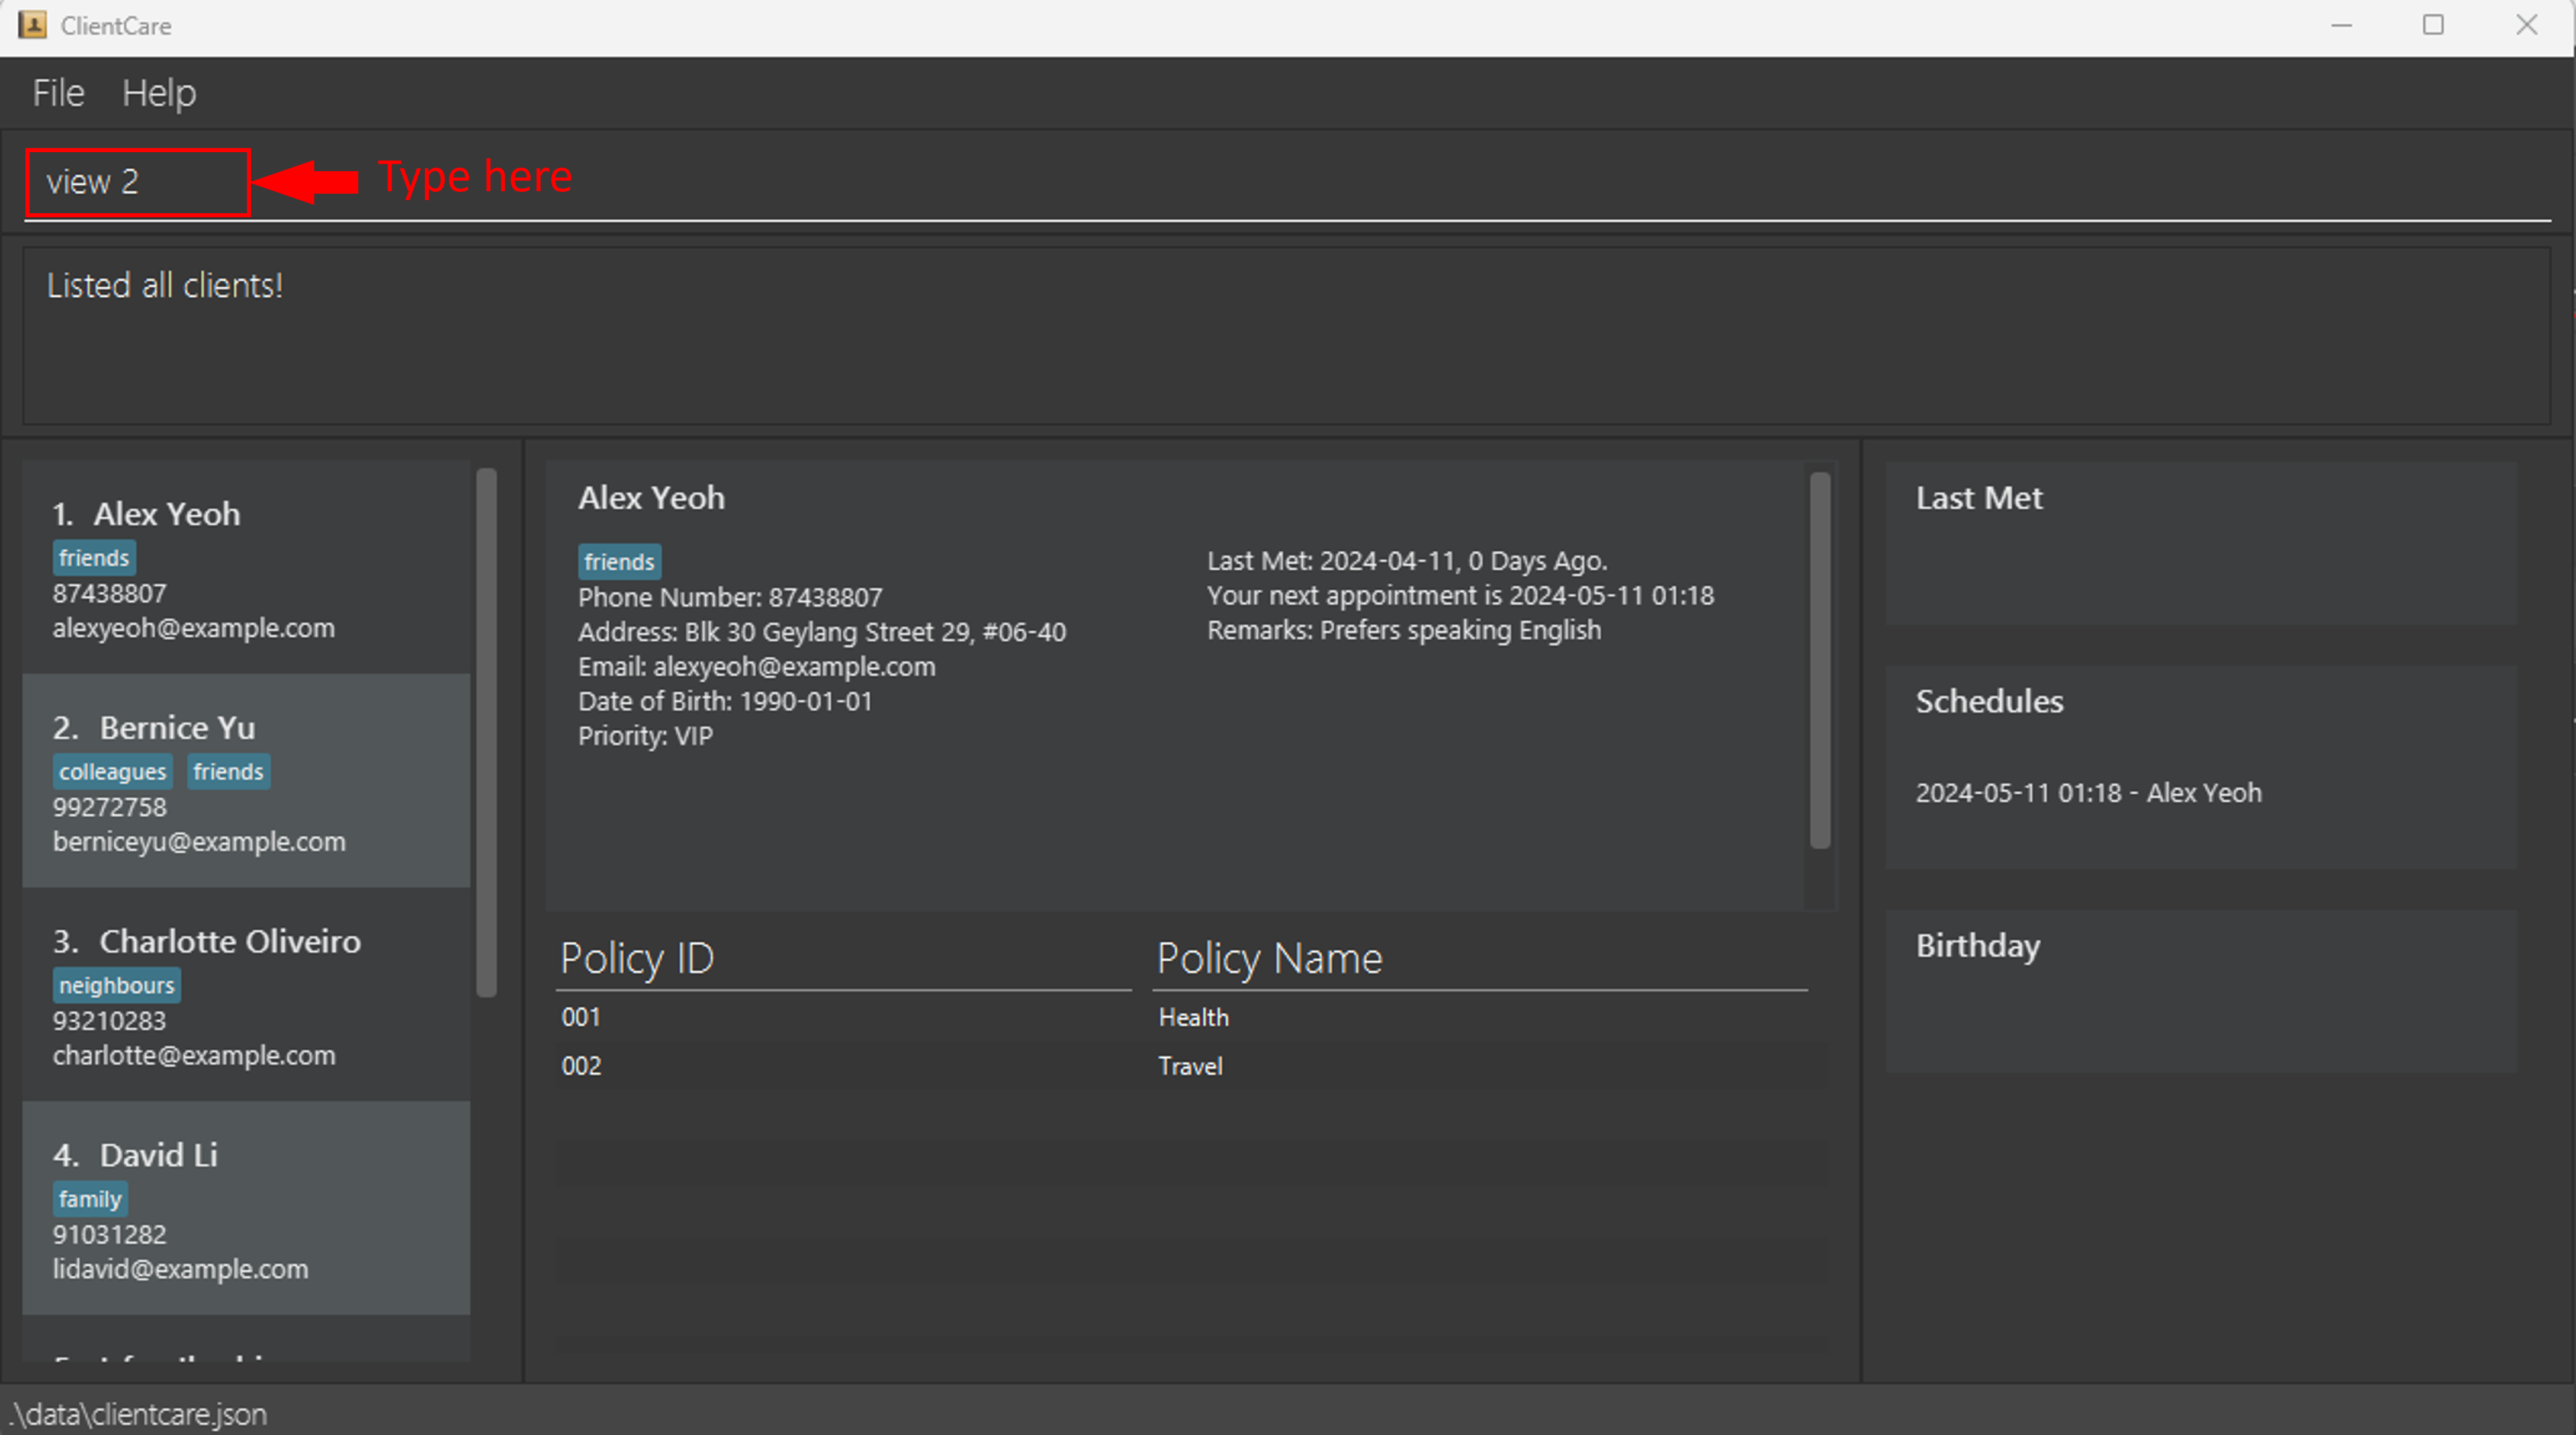 ClientCare
File Help
view 2
Type here
Listed all clients!
1. Alex Yeoh
friends
87438807
alexyeoh@example.com
2. Bernice Yu
colleagues friends
99272758
berniceyu@example.com
3. Charlotte Oliveiro
neighbours
93210283
charlotte@example.com
4. David Li
family
91031282
lidavid@example.com
Alex Yeoh
friends
Phone Number: 87438807
Address: Blk 30 Geylang Street 29, #06-40
Email: alexyeoh@example.com
Date of Birth: 1990-01-01
Priority: VIP
Last Met: 2024-04-11, 0 Days Ago.
Your next appointment is 2024-05-11 01:18
Remarks: Prefers speaking English
Policy ID Policy Name
001 Health
002 Travel
Last Met
Schedules
2024-05-11 01:18 - Alex Yeoh
Birthday
.\data\clientcare.json